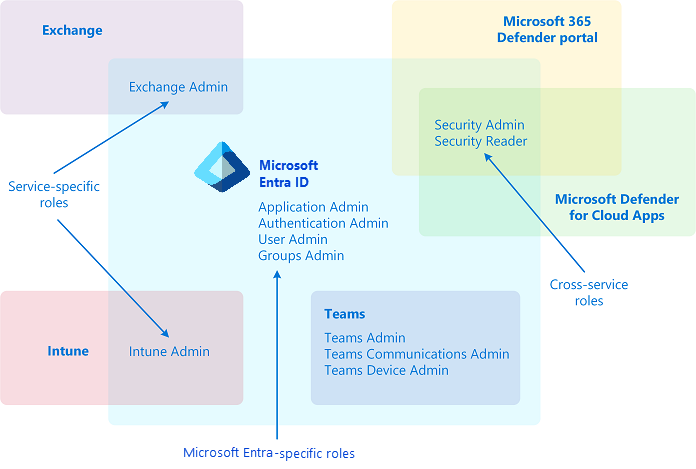 Exchange
Exchange Admin
Microsoft 365
Defender portal
Security Admin
Security Reader
Microsoft Defender
for Cloud Apps
Microsoft
Entra ID
Application Admin
Authentication Admin
User Admin
Groups Admin
Service-specific
roles
Cross-service
roles
Intune
Intune Admin
Teams
Teams Admin
Teams Communications Admin
Teams Device Admin
Microsoft Entra-specific roles